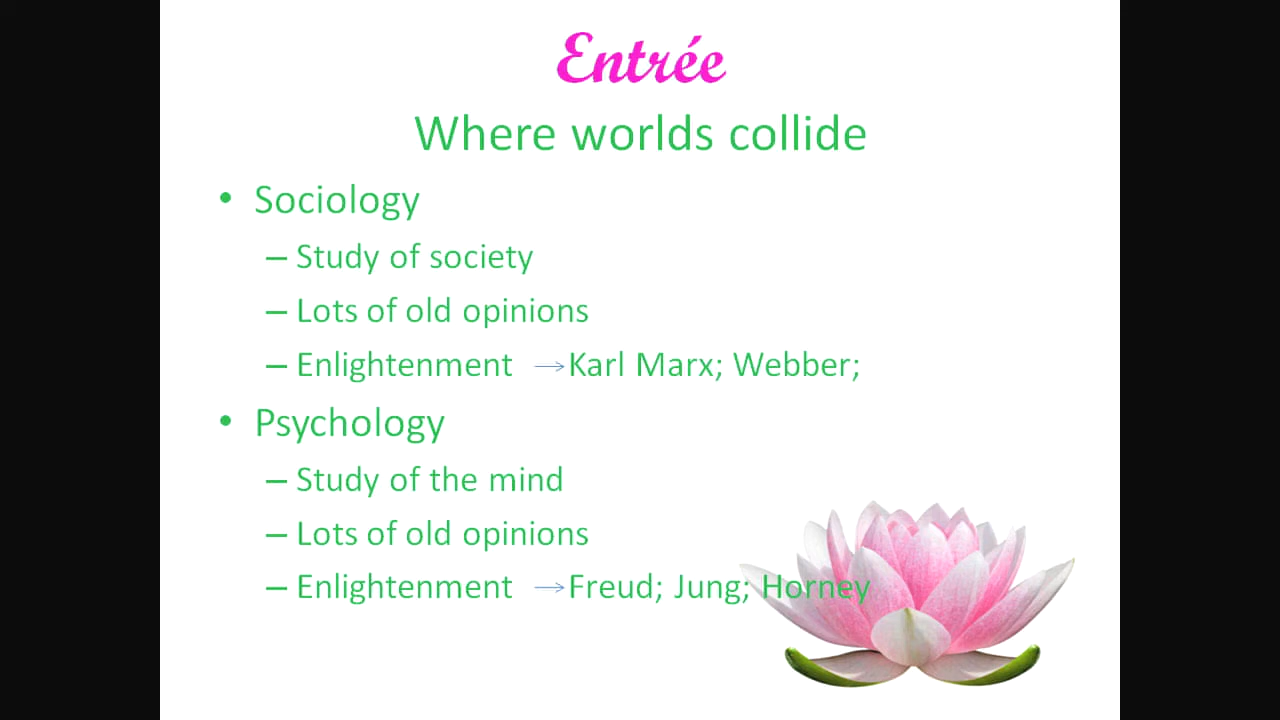 Entrée
Where worlds collide
• Sociology
– Study of society
– Lots of old opinions
– Enlightenment → Karl Marx; Webber;
• Psychology
– Study of the mind
– Lots of old opinions
– Enlightenment → Freud; Jung; Horney